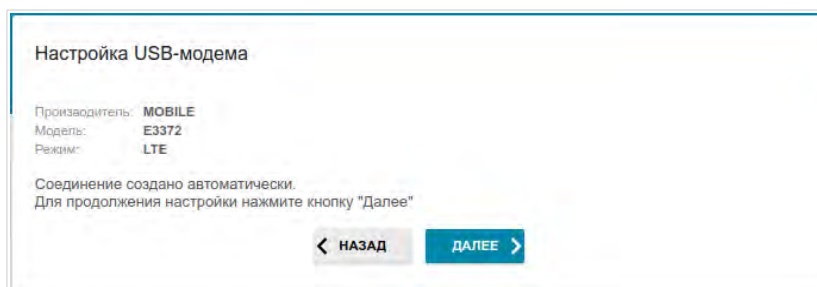 Настройка USB-модема
Производитель: MOBILE
Модель: E3372
Режим: LTE
Соединение создано автоматически.
Для продолжения настройки нажмите кнопку "Далее"
НАЗАД ДАЛЕЕ